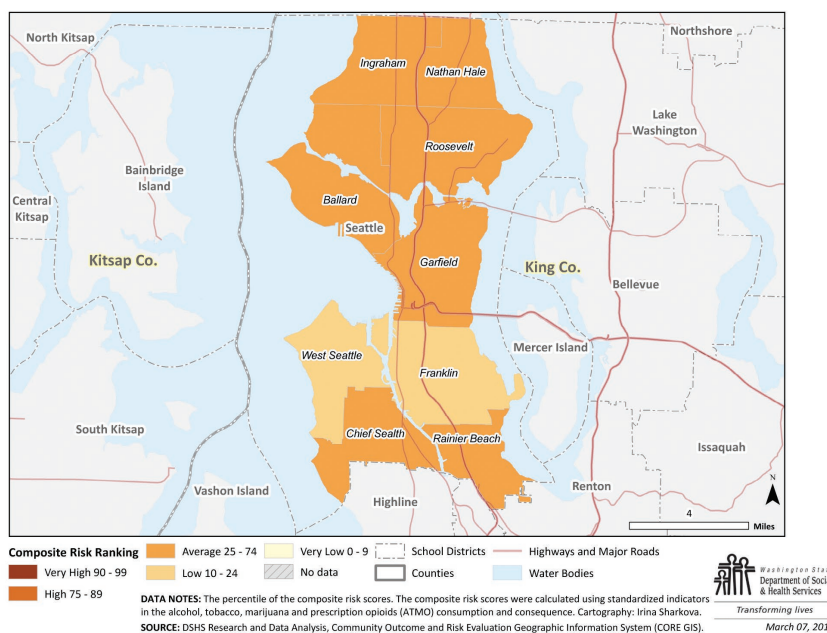 North Kitsap
Northshore
Ingraham
Nathan Hale
Lake
Washington
Roosevelt
Bainbridge
Island
Central
Kitsap
Ballard
Seattle
Kitsap Co.
Garfield
King Co.
Bellevue
West Seattle
Mercer Island
Franklin
South Kitsap
Chief Sealth
Rainier Beach
Issaquah
Vashon Island
Highline
Renton
N
4
Miles
Composite Risk Ranking
Very High 90 - 99
High 75 - 89
Average 25 - 74
Low 10 - 24
Very Low 0 - 9
No data
School Districts
Counties
Highways and Major Roads
Water Bodies
DATA NOTES: The percentile of the composite risk scores. The composite risk scores were calculated using standardized indicators
in the alcohol, tobacco, marijuana and prescription opioids (ATMO) consumption and consequence. Cartography: Irina Sharkova.
SOURCE: DSHS Research and Data Analysis, Community Outcome and Risk Evaluation Geographic Information System (CORE GIS).
Washington Stat
Department of Soci
& Health Services
Transforming lives
March 07, 201